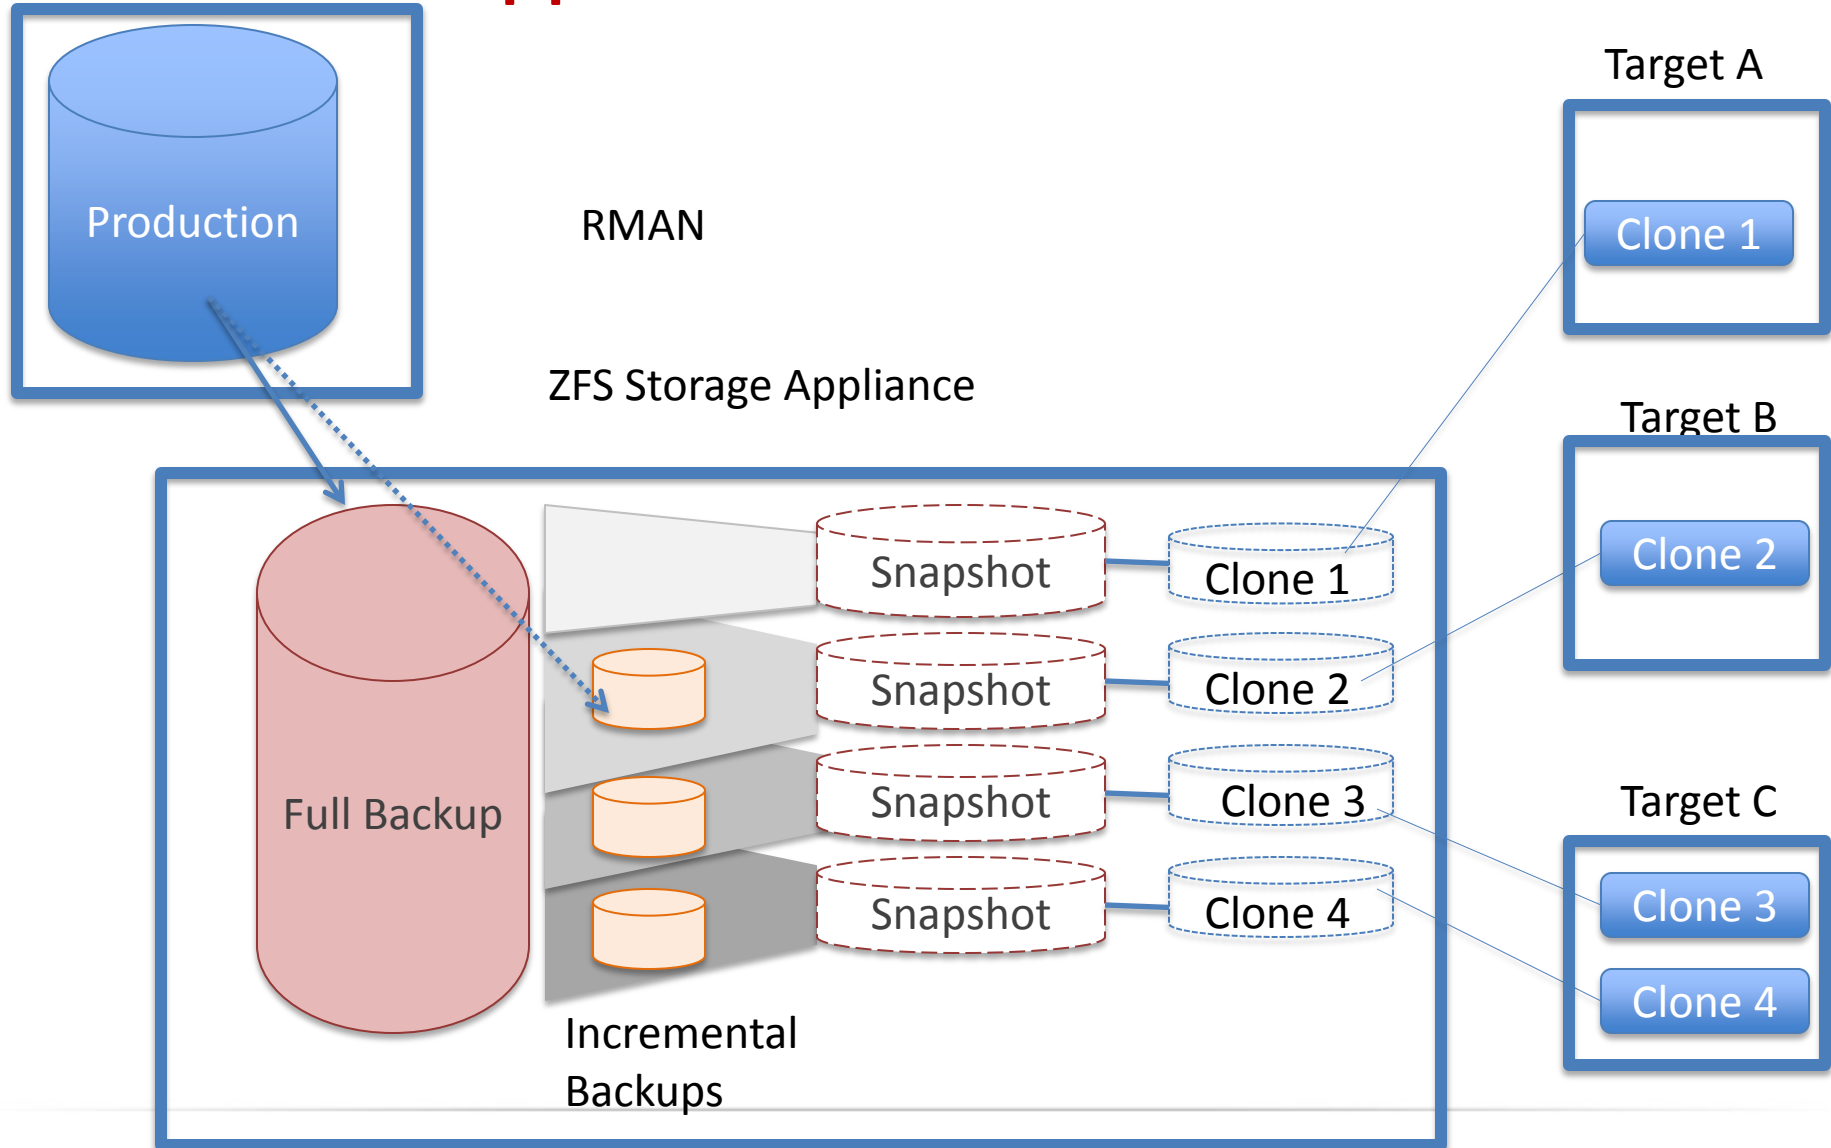 Production
RMAN
ZFS Storage Appliance
Target A
Clone 1
Target B
Clone 2
Target C
Clone 3
Clone 4
Full Backup
Snapshot
Clone 1
Snapshot
Clone 2
Snapshot
Clone 3
Snapshot
Clone 4
Incremental
Backups